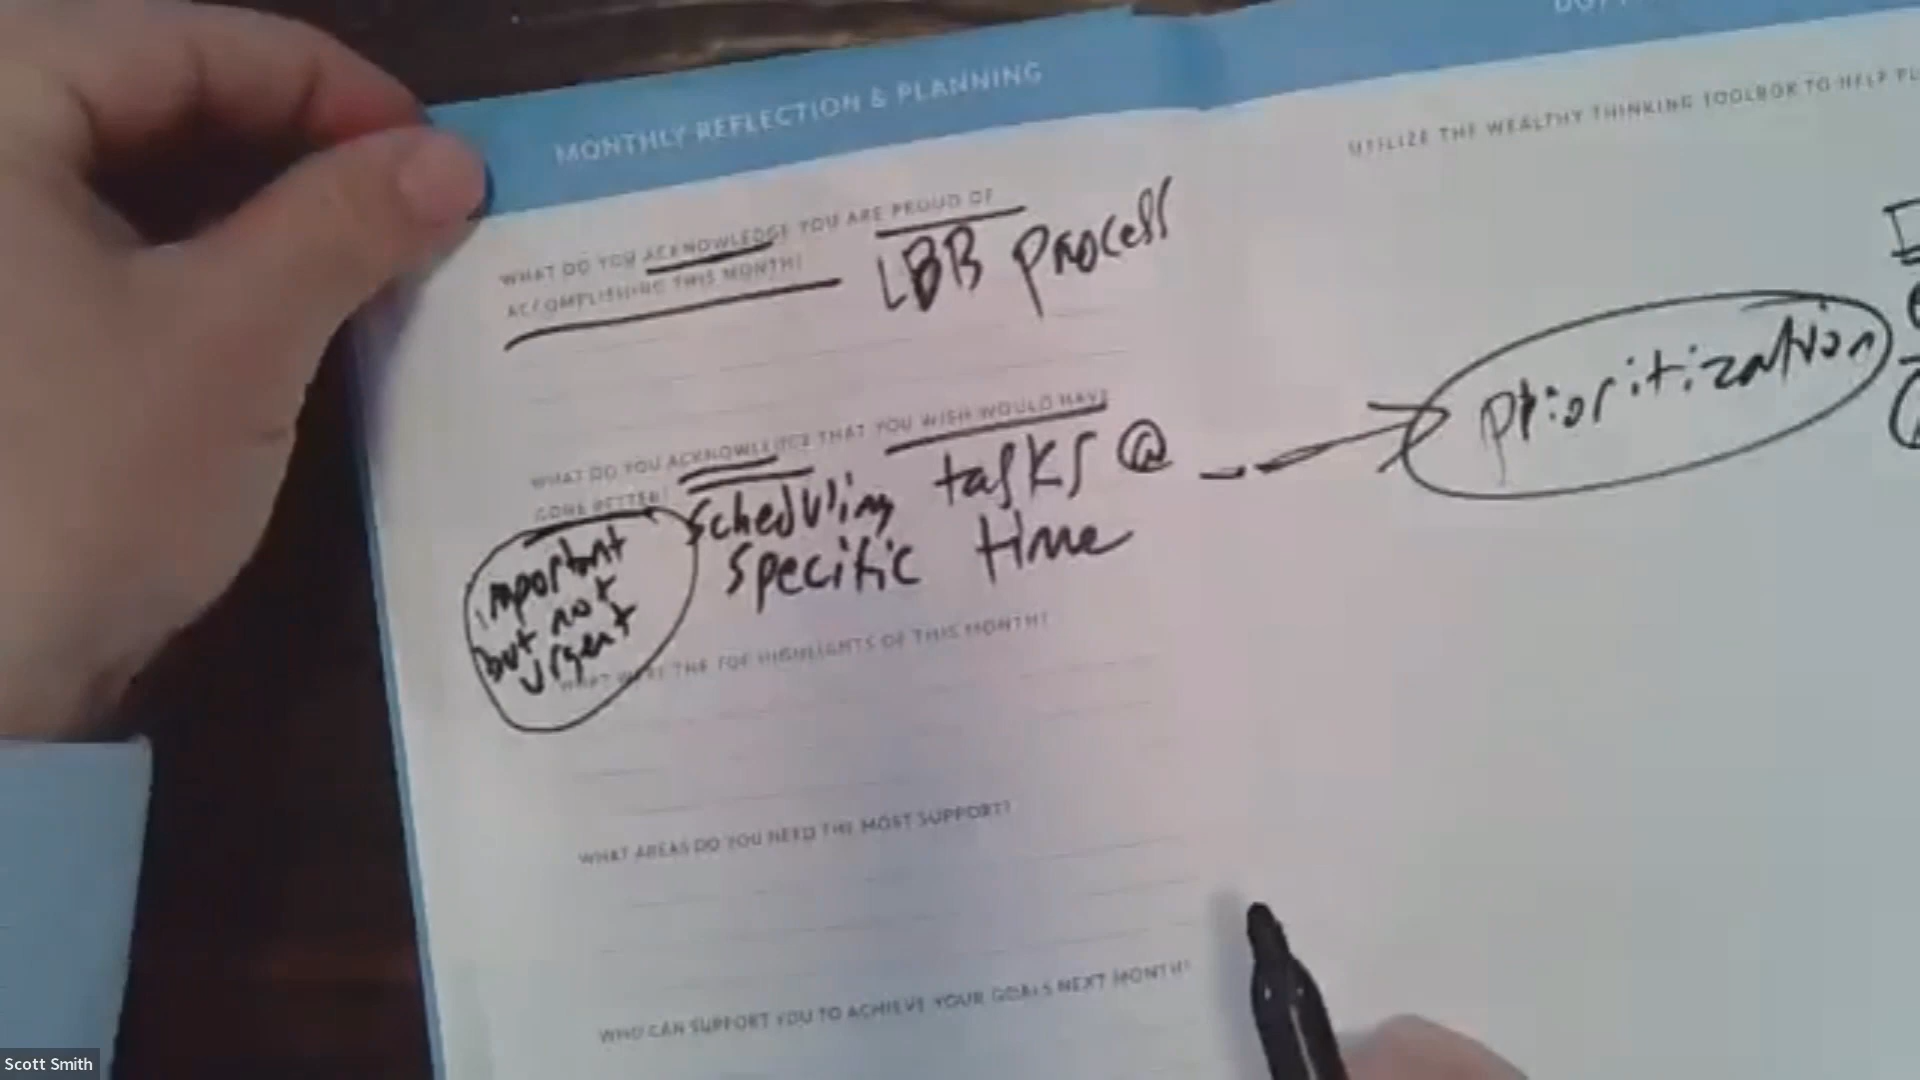 MONTHLY REFLECTION & PLANNING
UTILIZE THE WEALTHY THINKING TOOLBOX TO HELP
WHAT DO YOU ACKNOWLEDGE YOU ARE PROUD OF
ACCOMPLISHING THIS MONTH?
LBB process
WHAT DO YOU ACKNOWLEDGE THAT YOU WISH WOULD HAVE
GONE BETTER?
scheduling tasks @
specific time
prioritization
important
but not
urgent
WHAT WERE THE TOP HIGHLIGHTS OF THIS MONTH?
WHAT AREAS DO YOU NEED THE MOST SUPPORT?
WHO CAN SUPPORT YOU TO ACHIEVE YOUR GOALS NEXT MONTH?
Scott Smith